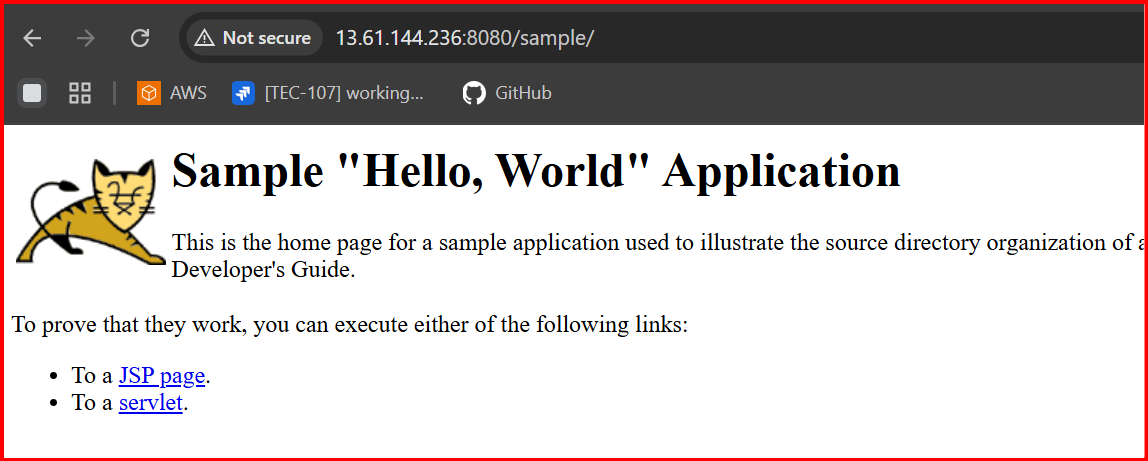 Not secure 13.61.144.236:8080/sample/
AWS [TEC-107] working... GitHub
Sample "Hello, World" Application
This is the home page for a sample application used to illustrate the source directory organization of a
Developer's Guide.
To prove that they work, you can execute either of the following links:
• To a JSP page.
• To a servlet.